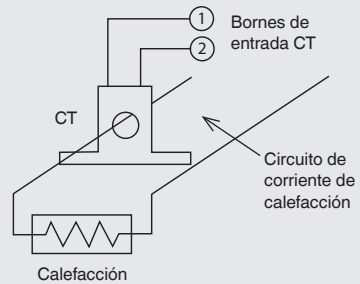 1
Bornes de
entrada CT
2
CT
Circuito de
corriente de
calefacción
Calefacción